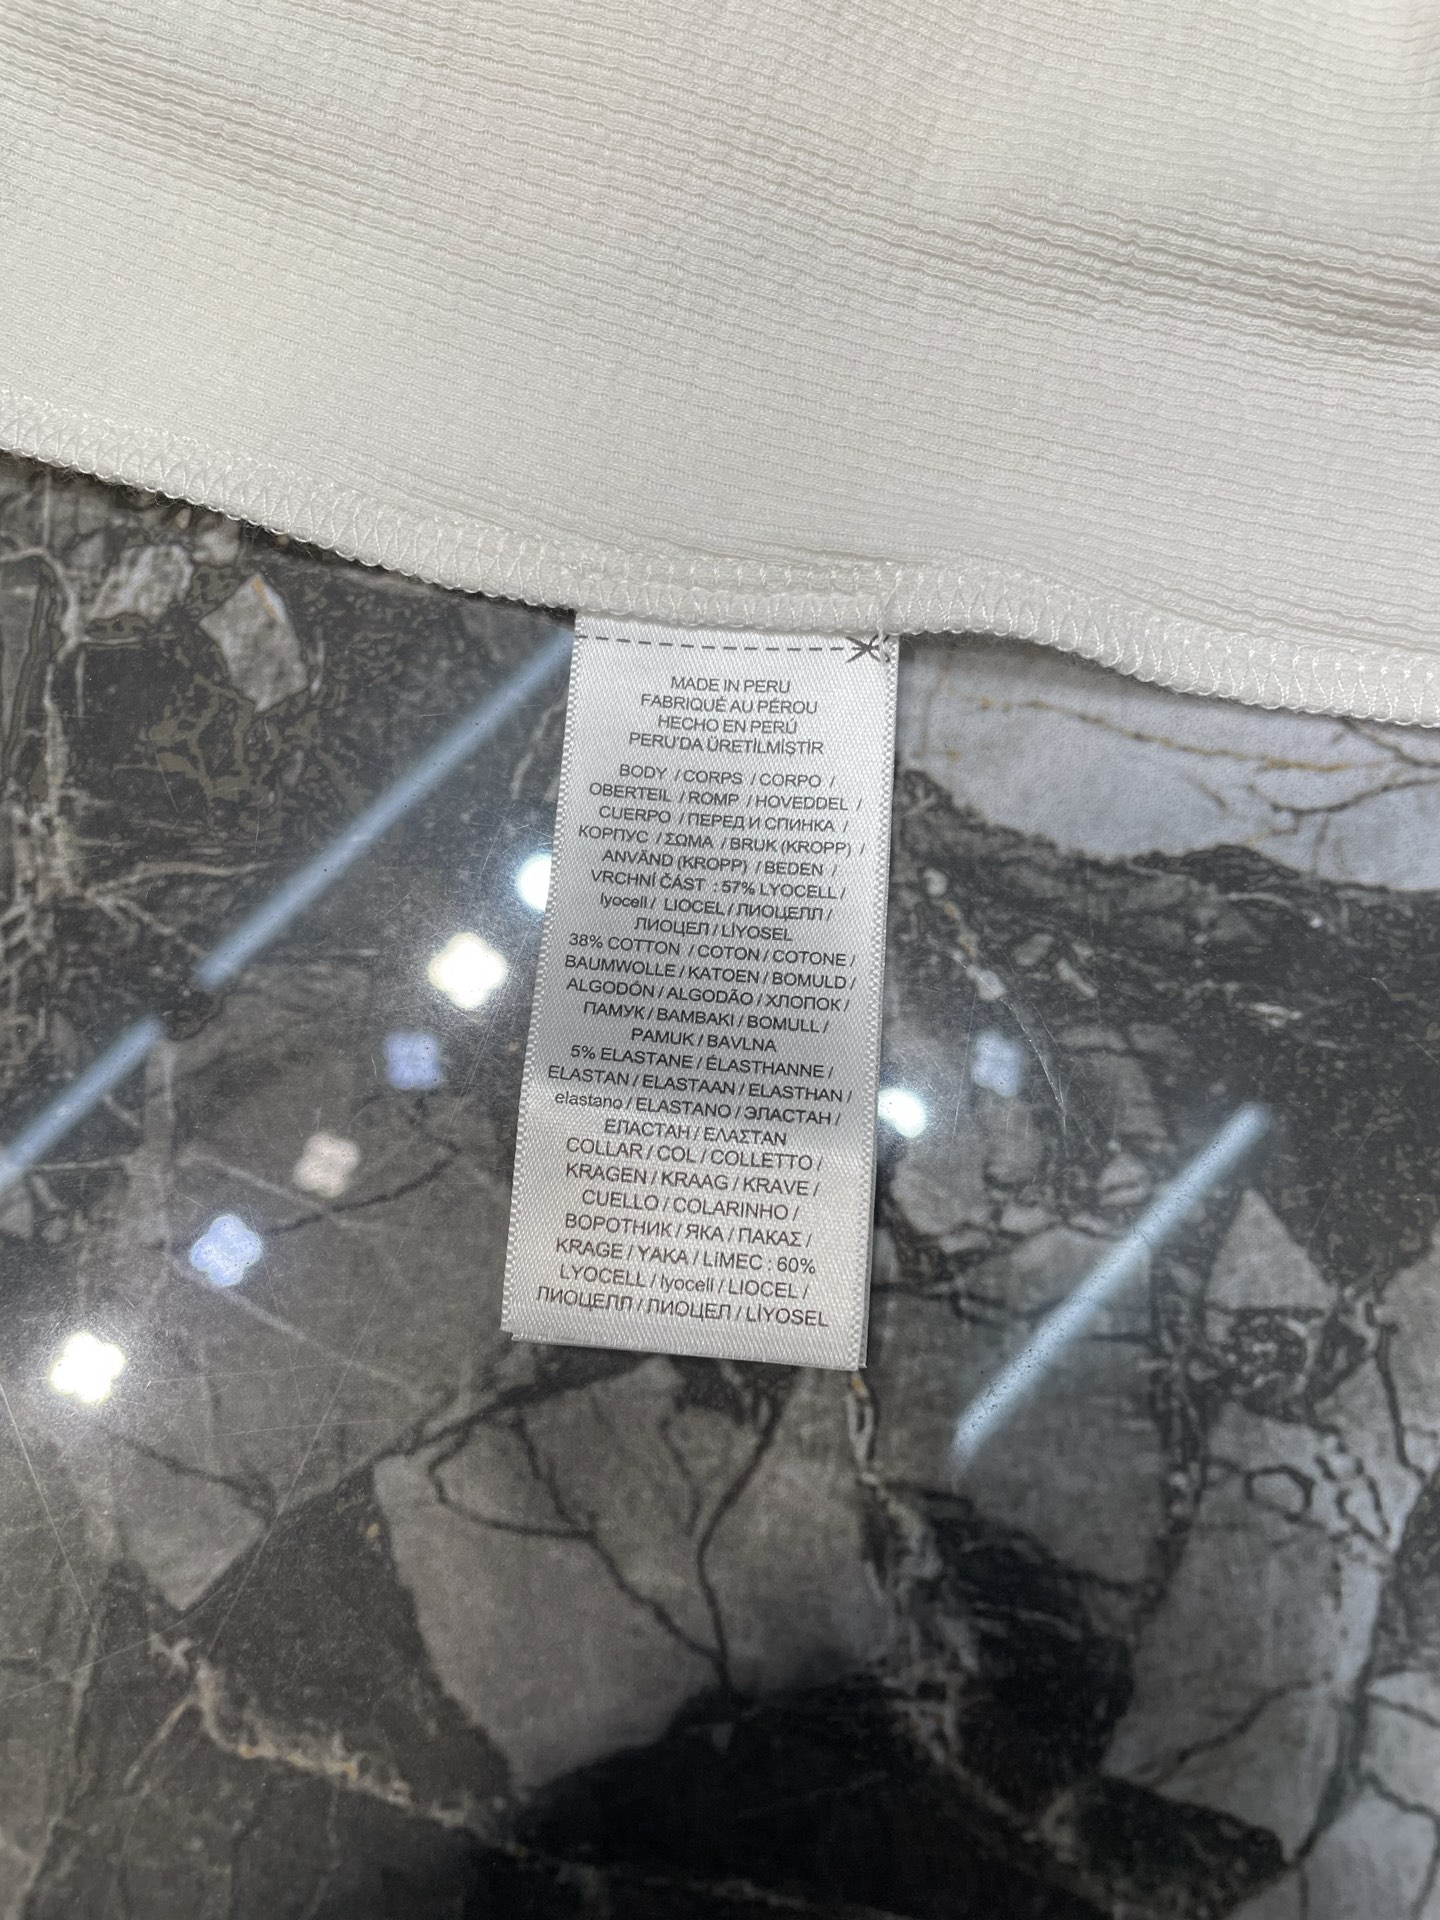 MADE IN PERU
FABRIQUÉ AU PÉROU
HECHO EN PERÚ
PERU'DA ÜRETİLMİŞTİR
BODY / CORPS / CORPO /
OBERTEIL / ROMP / HOVEDDEL /
CUERPO / ПЕРЕД И СПИНКА /
КОРПУС / ΣΩΜΑ / BRUK (KROPP) /
ANVÄND (KROPP) / BEDEN /
VRCHNÍ ČÁST : 57% LYOCELL /
lyocell / LIOCEL / ЛИОЦЕЛЛ /
ЛИОЦЕЛ / LİYOSEL
38% COTTON / COTON / COTONE /
BAUMWOLLE / KATOEN / BOMULD /
ALGODÓN / ALGODÃO / ХЛОПОК /
ПАМУК / ΒΑΜΒΑΚΙ / BOMULL /
PAMUK / BAVLNA
5% ELASTANE / ÉLASTHANNE /
ELASTAN / ELASTAAN / ELASTHAN /
elastano / ELASTANO / ЭЛАСТАН /
ЕЛАСТАН / ΕΛΑΣΤΑΝ
COLLAR / COL / COLLETTO /
KRAGEN / KRAAG / KRAVE /
CUELLO / COLARINHO /
ВОРОТНИК / ЯКА / ΠΑΚΑΣ /
KRAGE / YAKA / LíMEC : 60%
LYOCELL / lyocell / LIOCEL /
ЛИОЦЕЛЛ / ЛИОЦЕЛ / LİYOSEL